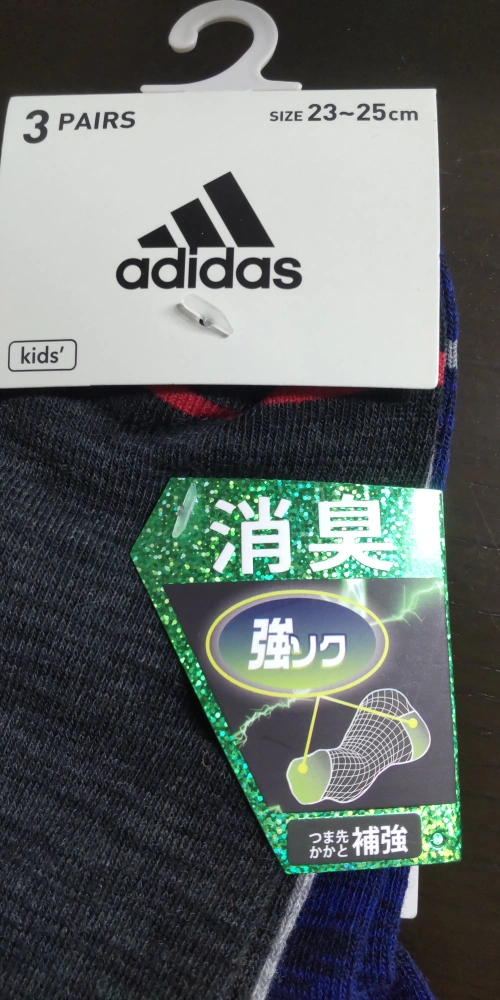 3 PAIRS
SIZE 23~25cm
adidas
kids'
消臭
強ソク
つま先
かかと 補強